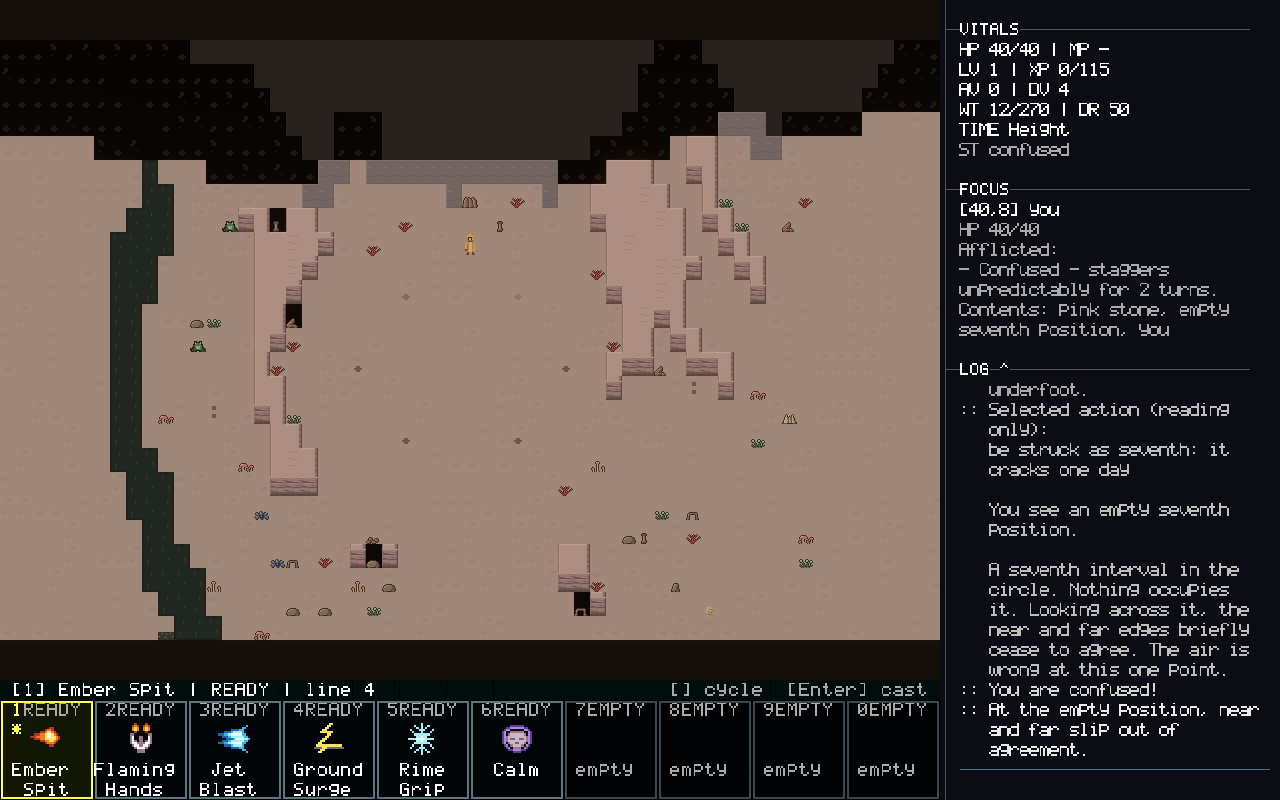 VITALS
HP 40/40 | MP -
LV 1 | XP 0/115
AV 0 | DV 4
WT 12/270 | DR 50
TIME Height
ST confused
FOCUS
[40,8] You
HP 40/40
Afflicted:
- Confused - staggers
unpredictably for 2 turns.
Contents: Pink stone, empty
seventh Position, You
LOG ^
underfoot.
:: Selected action (reading
only):
be struck as seventh: it
cracks one day
You see an empty seventh
Position.
A seventh interval in the
circle. Nothing occupies
it. Looking across it, the
near and far edges briefly
cease to agree. The air is
wrong at this one Point.
:: You are confused!
:: At the empty Position, near
and far slip out of
agreement.
[1] Ember Spit | READY | line 4
[] cycle [Enter] cast
1READY 2READY 3READY 4READY 5READY 6READY 7EMPTY 8EMPTY 9EMPTY 0EMPTY
*
Ember Flaming Jet Ground Rime Calm empty empty empty empty
Spit Hands Blast Surge Grip